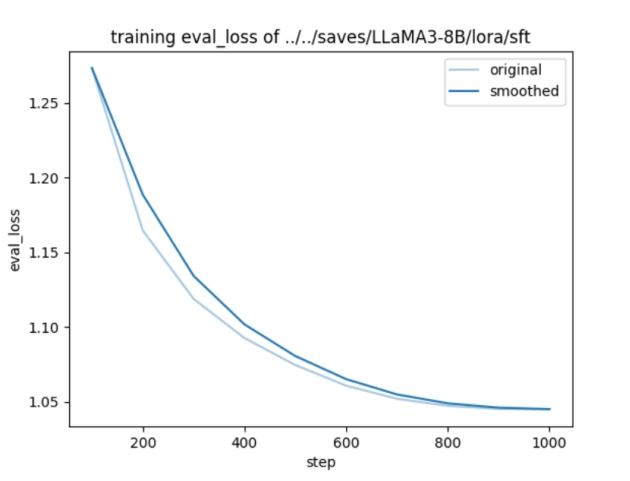 training eval_loss of ../../saves/LLaMA3-8B/lora/sft
original
smoothed
1.25
1.20
1.15
1.10
1.05
eval_loss
200
400
600
800
1000
step